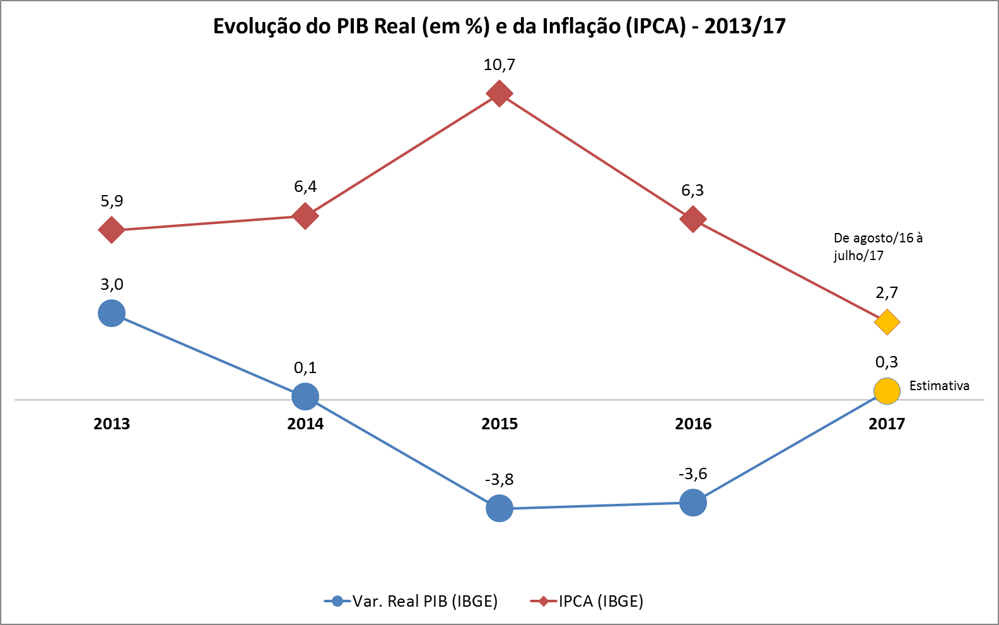 Evolução do PIB Real (em %) e da Inflação (IPCA) - 2013/17
10,7
6,4
6,3
5,9
De agosto/16 à
julho/17
3,0
2,7
0,1
0,3
Estimativa
2013 2014 2015 2016 2017
-3,8
-3,6
Var. Real PIB (IBGE) IPCA (IBGE)